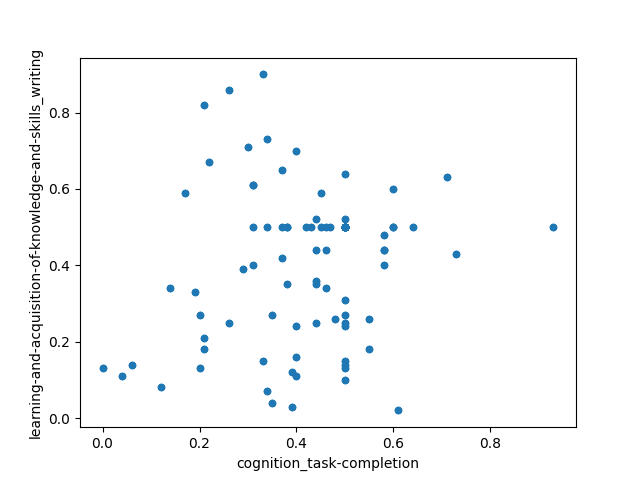 learning-and-acquisition-of-knowledge-and-skills_writing
0.8
0.6
0.4
0.2
0.0
0.0 0.2 0.4 0.6 0.8
cognition_task-completion